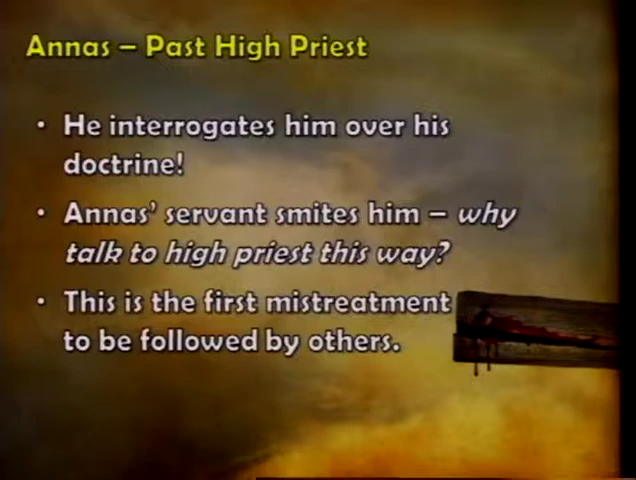 Annas – Past High Priest
• He interrogates him over his
doctrine!
• Annas' servant smites him – why
talk to high priest this way?
• This is the first mistreatment
to be followed by others.